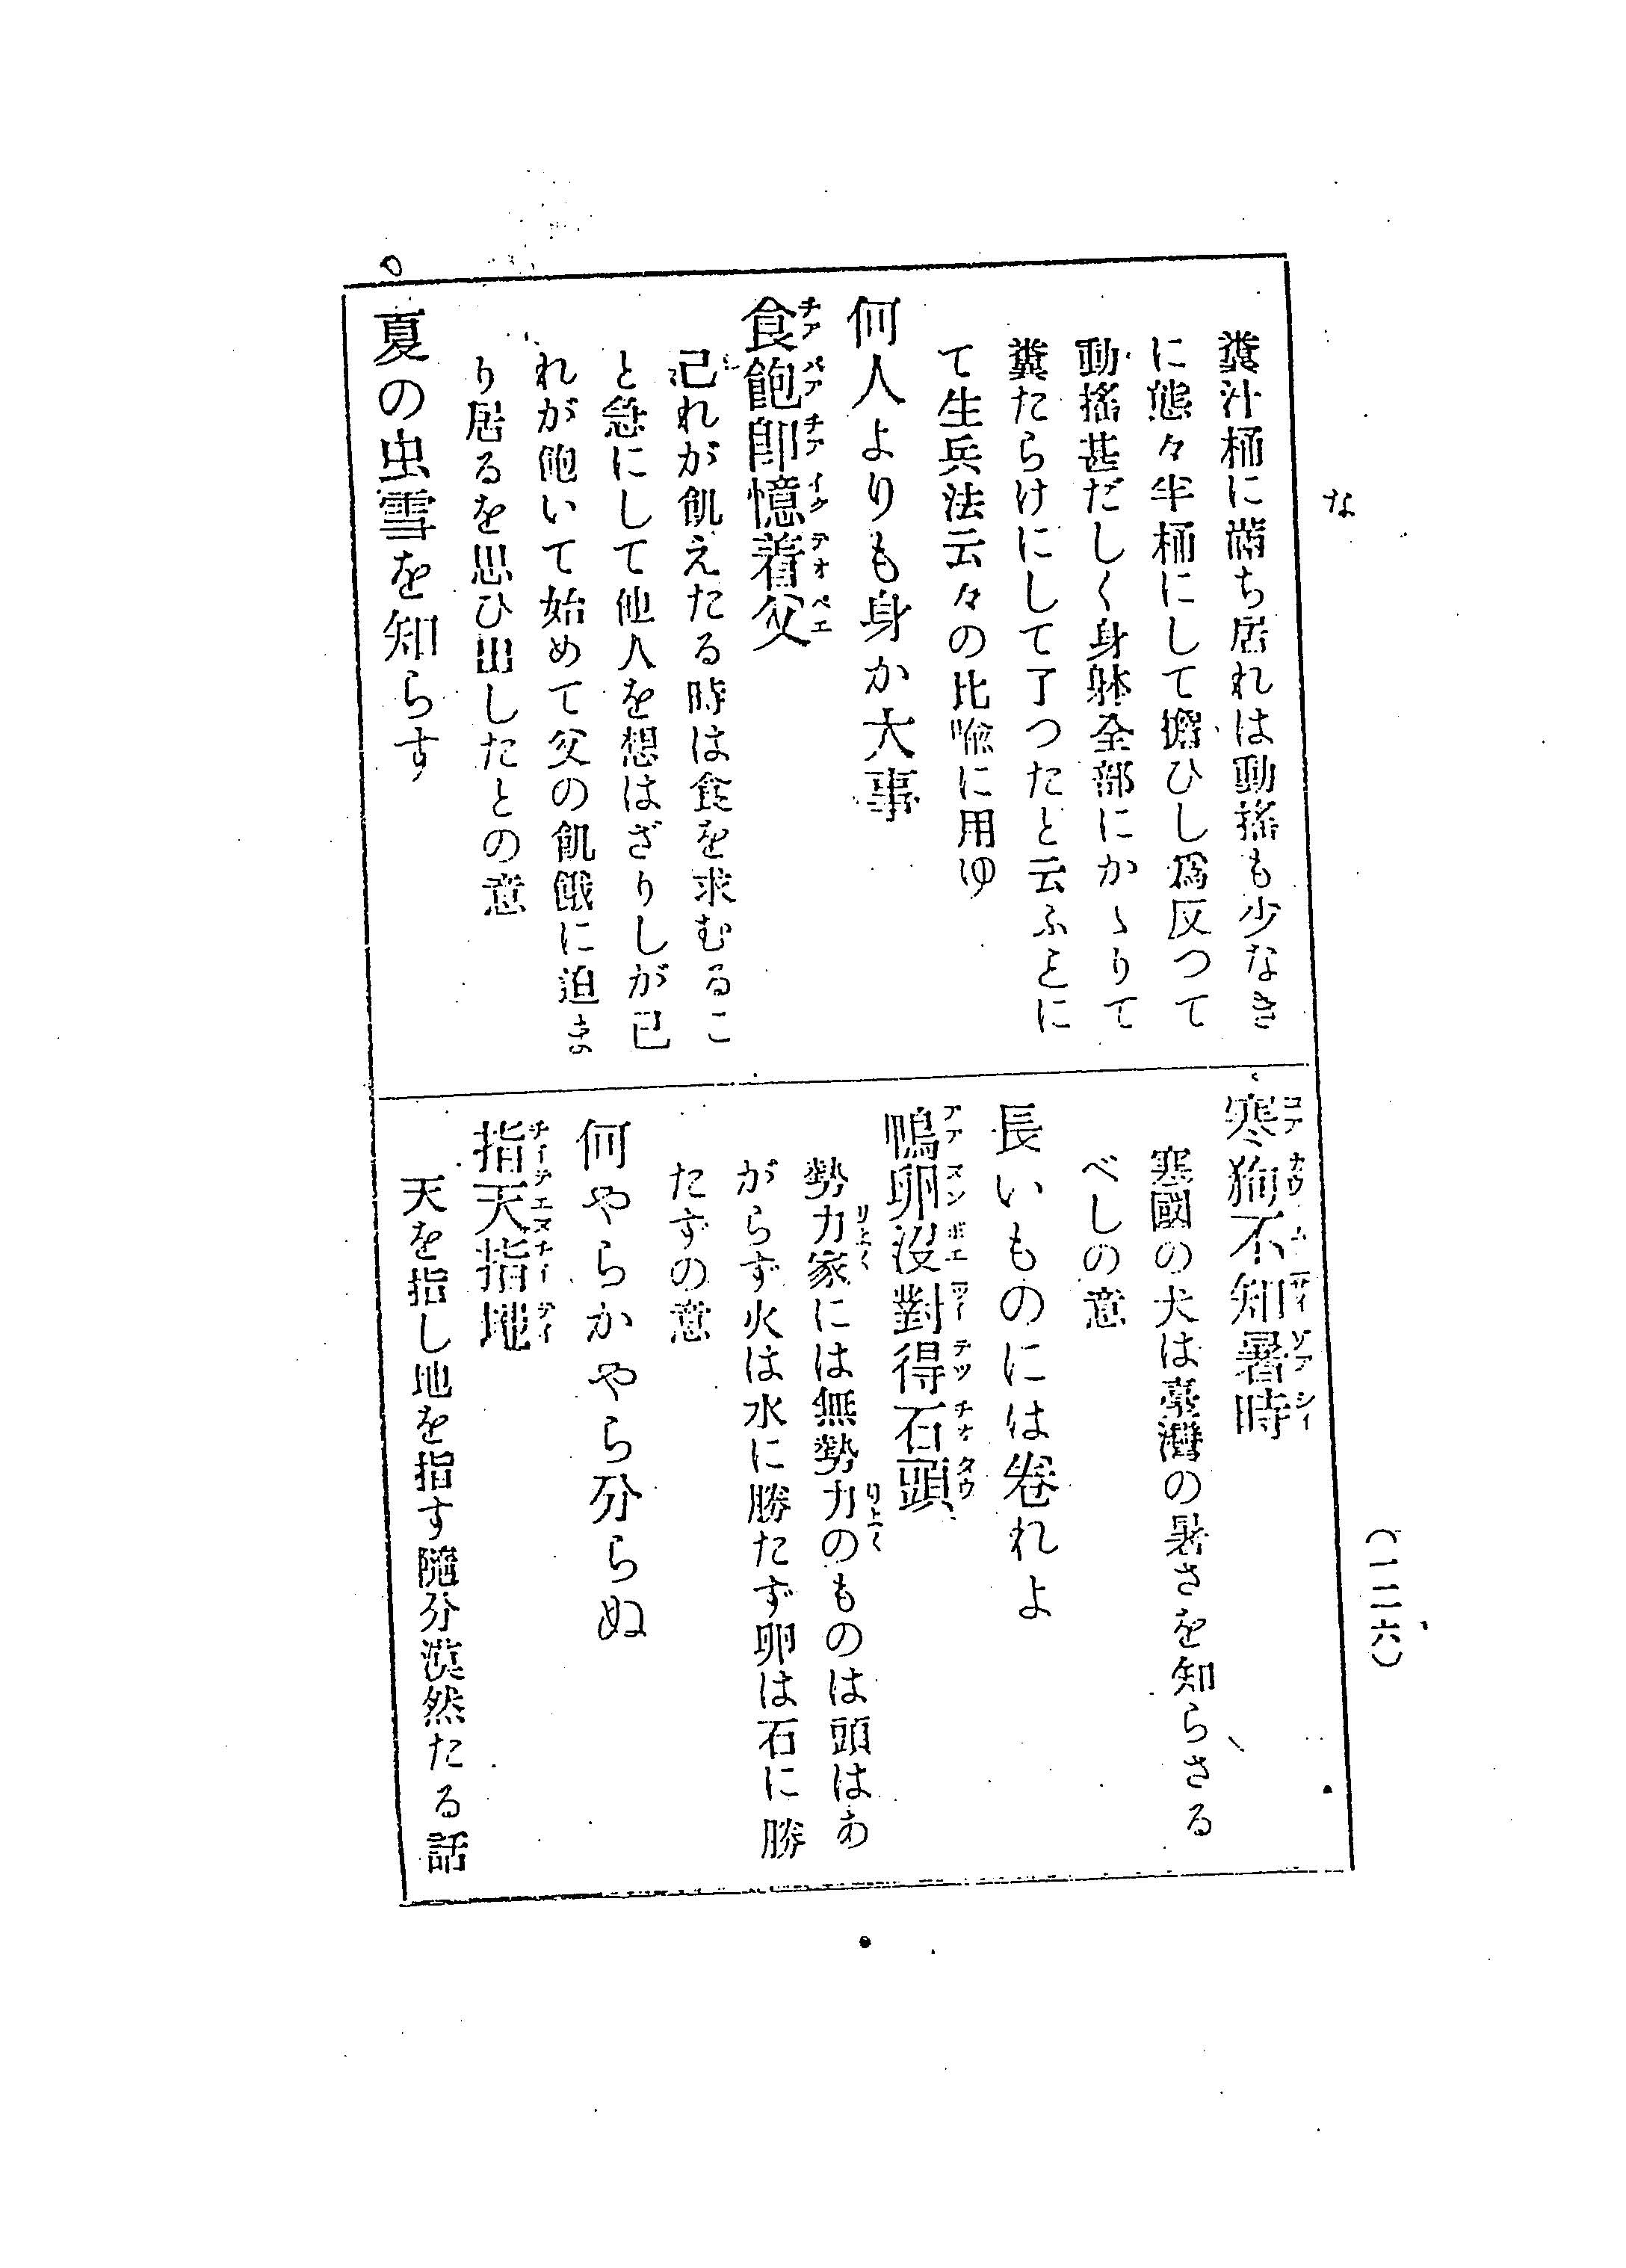 な
(一二六)
糞汁桶に満ち居れは動搖も少なき
に態々半桶にして擔ひし爲反つて
動搖甚だしく身躰全部にかゝりて
糞たらけにして了つたと云ふとに
て生兵法云々の比喩に用ゆ
何人よりも身か大事
食飽即憶着父
己れが飢えたる時は食を求むるこ
と急にして他人を想はざりしが已
れが飽いて始めて父の飢餓に迫ま
り居るを思ひ出したとの意
夏の虫雪を知らす
寒狗不知暑時
寒國の犬は臺灣の暑さを知らさる
べしの意
長いものには卷れよ
鴨卵沒對得石頭
勢力家には無勢力のものは頭はあ
がらず火は水に勝たず卵は石に勝
たずの意
何やらかやら分らぬ
指天指地
天を指し地を指す隨分漠然たる話